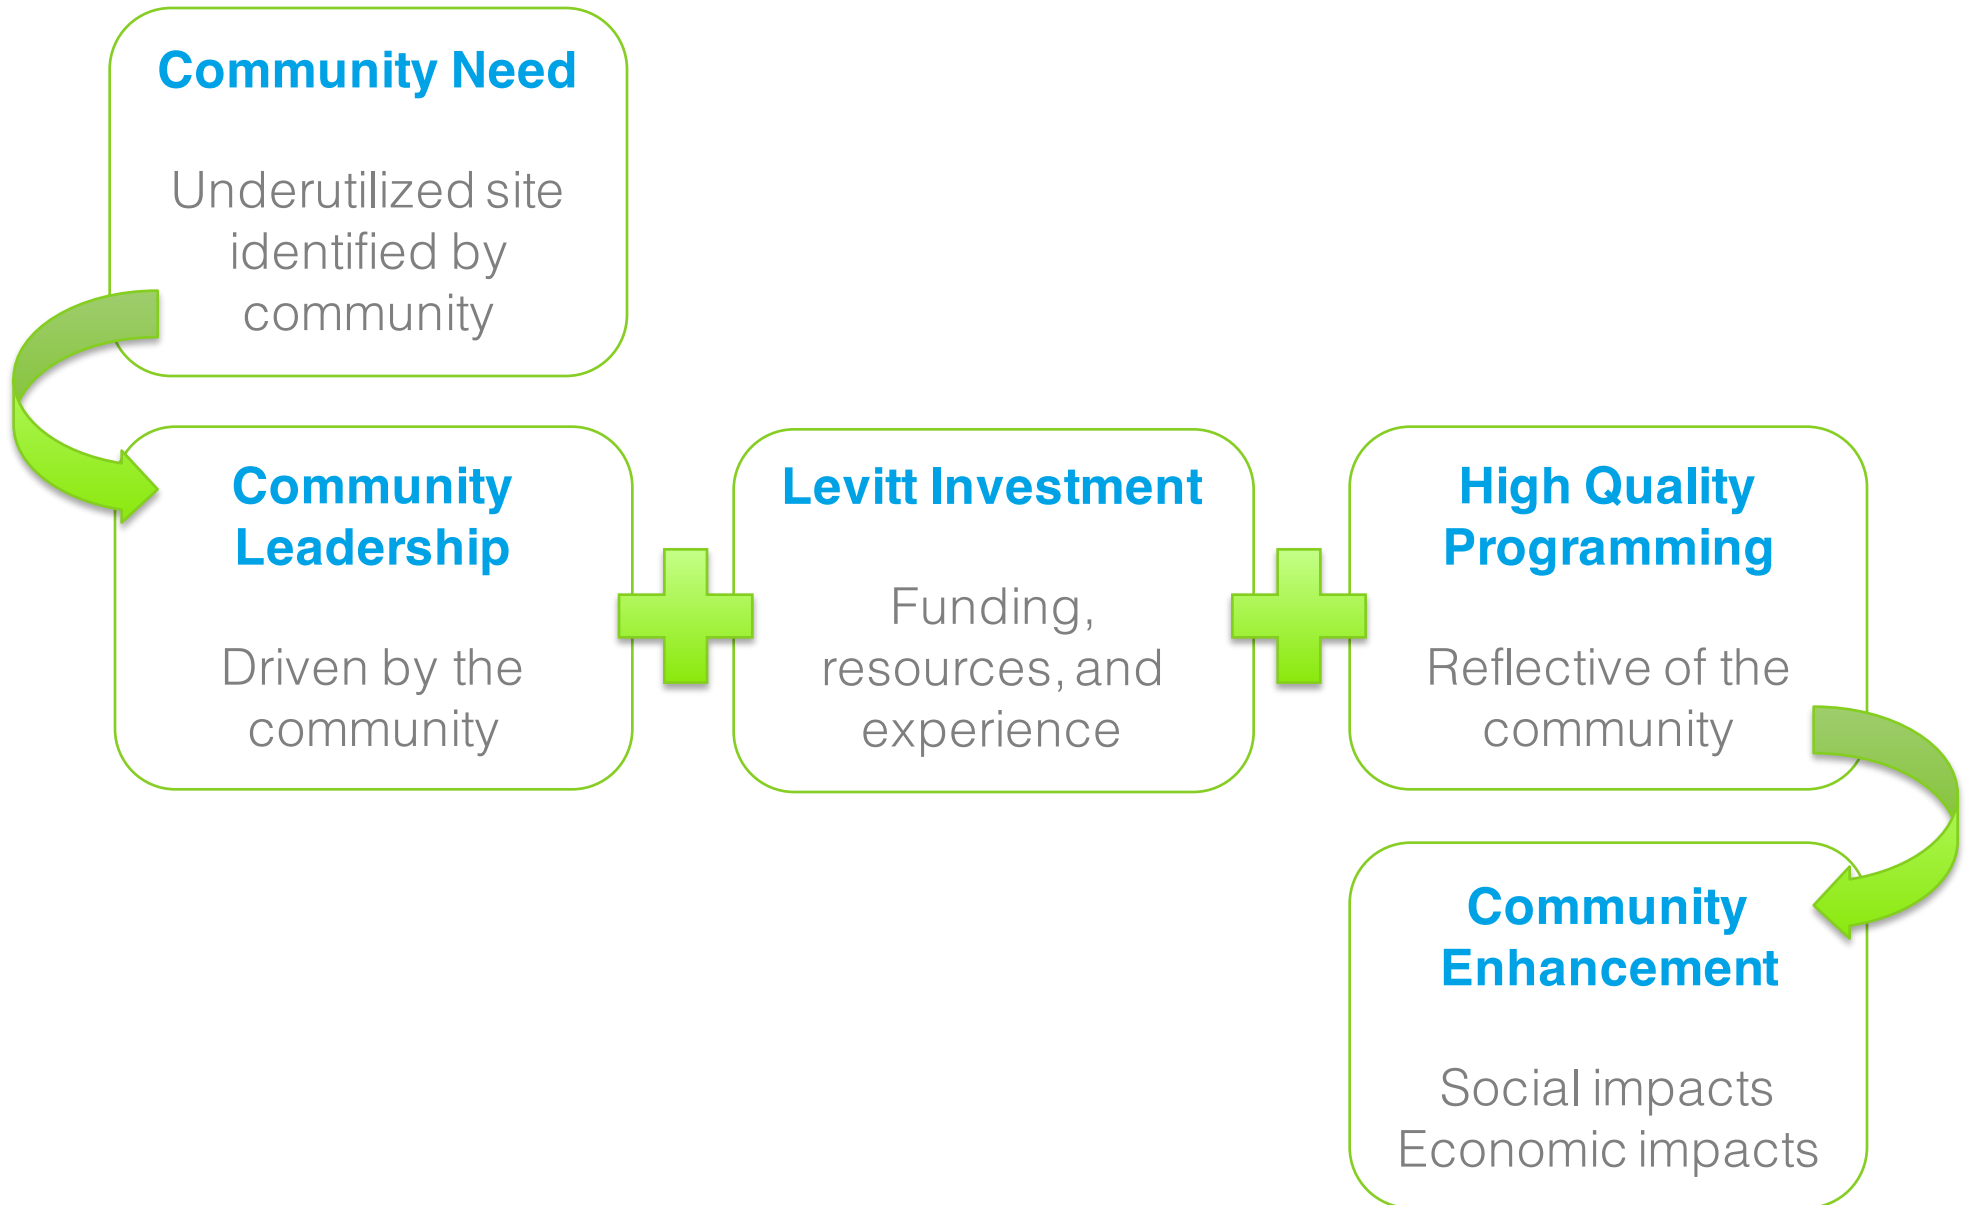 Community Need
Underutilized site
identified by
community
Community
Leadership
Driven by the
community
Levitt Investment
Funding,
resources, and
experience
High Quality
Programming
Reflective of the
community
Community
Enhancement
Social impacts
Economic impacts